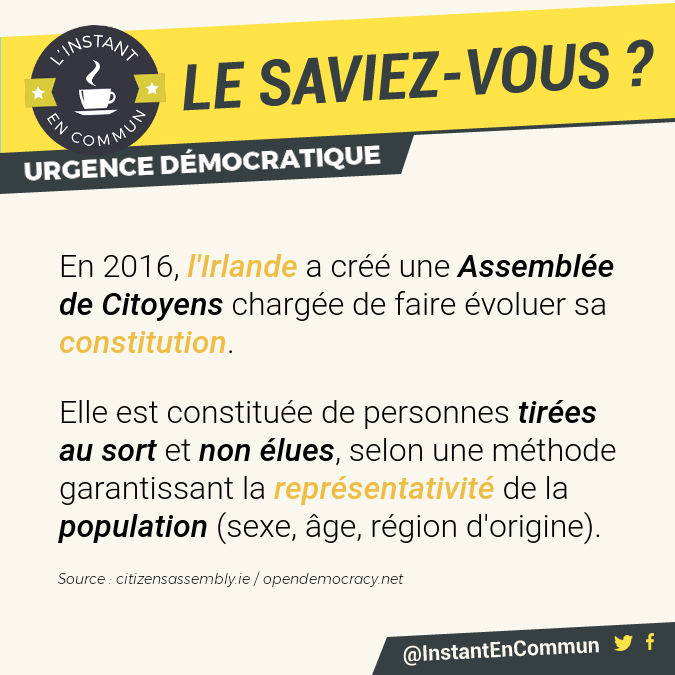 L'INSTANT
EN COMMUN
LE SAVIEZ-VOUS ?
URGENCE DÉMOCRATIQUE
En 2016, l'Irlande a créé une Assemblée
de Citoyens chargée de faire évoluer sa
constitution.
Elle est constituée de personnes tirées
au sort et non élues, selon une méthode
garantissant la représentativité de la
population (sexe, âge, région d'origine).
Source : citizensassembly.ie / opendemocracy.net
@InstantEnCommun